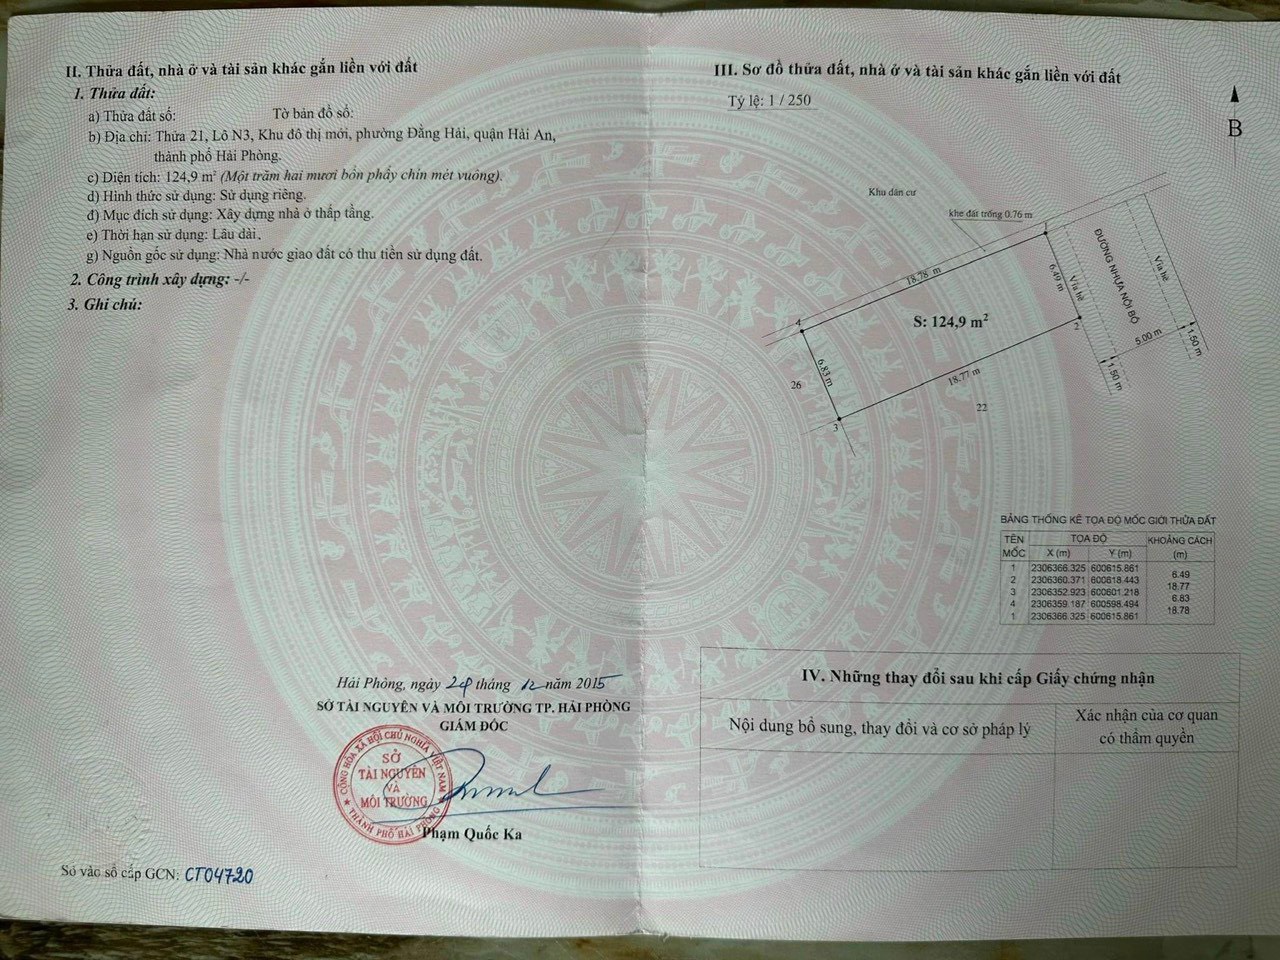 II. Thửa đất, nhà ở và tài sản khác gắn liền với đất
1. Thửa đất:
a) Thửa đất số: Tờ bản đồ số:
b) Địa chỉ: Thửa 21, Lô N3, Khu đô thị mới, phường Đằng Hải, quận Hải An,
thành phố Hải Phòng.
c) Diện tích: 124,9 m² (Một trăm hai mươi bốn phẩy chín mét vuông).
d) Hình thức sử dụng: Sử dụng riêng.
đ) Mục đích sử dụng: Xây dựng nhà ở thấp tầng.
e) Thời hạn sử dụng: Lâu dài.
g) Nguồn gốc sử dụng: Nhà nước giao đất có thu tiền sử dụng đất.
2. Công trình xây dựng: -/-
3. Ghi chú:
Hải Phòng, ngày tháng 12 năm 2015
SỞ TÀI NGUYÊN VÀ MÔI TRƯỜNG TP. HẢI PHÒNG
GIÁM ĐỐC
CỘNG HÒA XÃ HỘI CHỦ NGHĨA VIỆT NAM
SỞ
TÀI NGUYÊN
VÀ
MÔI TRƯỜNG
★ THÀNH PHỐ HẢI PHÒNG ★
Phạm Quốc Ka
Số vào sổ cấp GCN: CT04720
III. Sơ đồ thửa đất, nhà ở và tài sản khác gắn liền với đất
Tỷ lệ: 1 / 250
B
Khu dân cư
khe đất trống 0.76 m
1
18.78 m
6.49 m
Vỉa hè
ĐƯỜNG NHỰA NỘI BỘ
Vỉa hè
4
S: 124,9 m²
2
5.00 m
1.50 m
1.50 m
6.83 m
18.77 m
26
22
3
BẢNG THỐNG KÊ TỌA ĐỘ MỐC GIỚI THỬA ĐẤT
TÊN MỐC TỌA ĐỘ KHOẢNG CÁCH
X (m) Y (m) (m)
1 2306366.325 600615.861
6.49
2 2306360.371 600618.443
18.77
3 2306352.923 600601.218
6.83
4 2306359.187 600598.494
18.78
1 2306366.325 600615.861
IV. Những thay đổi sau khi cấp Giấy chứng nhận
Nội dung bổ sung, thay đổi và cơ sở pháp lý
Xác nhận của cơ quan
có thẩm quyền